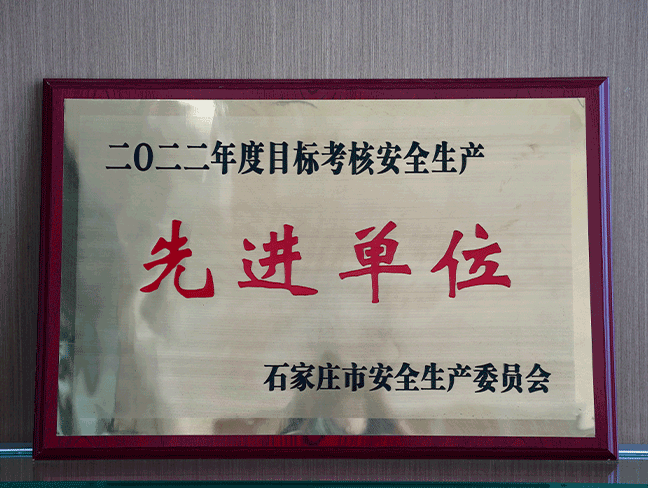 二〇二二年度目标考核安全生产
先进单位
石家庄市安全生产委员会